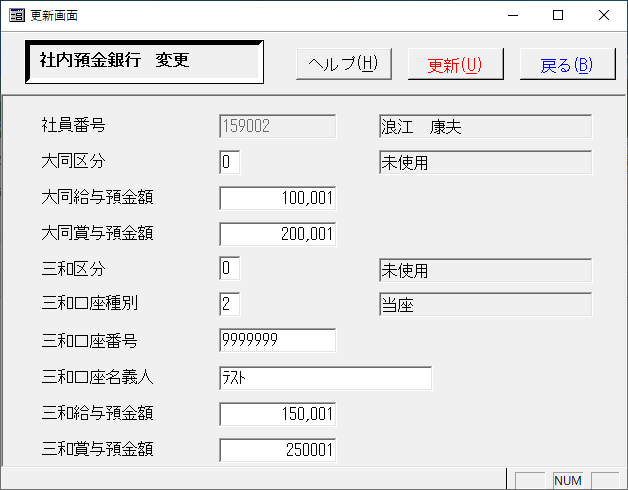 更新画面
社内預金銀行　変更
ヘルプ(H)
更新(U)
戻る(B)
社員番号 159002 浪江　康夫
大同区分 0 未使用
大同給与預金額 100,001
大同賞与預金額 200,001
三和区分 0 未使用
三和口座種別 2 当座
三和口座番号 9999999
三和口座名義人 ﾃｽﾄ
三和給与預金額 150,001
三和賞与預金額 250001
NUM